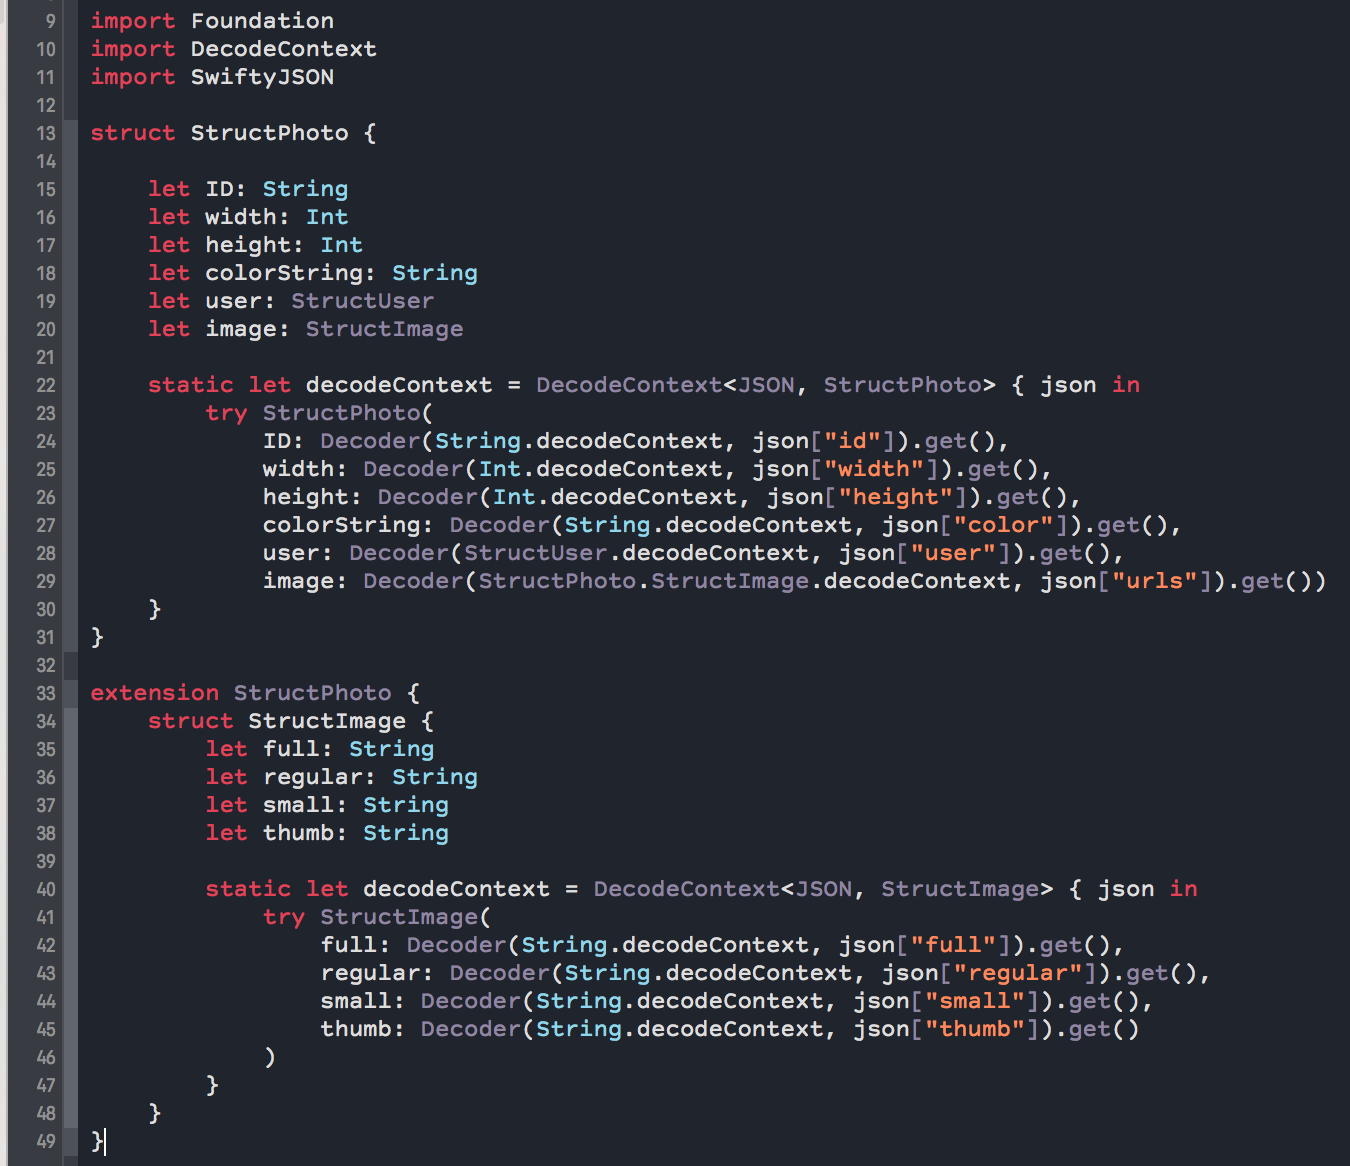 9 import Foundation
10 import DecodeContext
11 import SwiftyJSON
12
13 struct StructPhoto {
14
15     let ID: String
16     let width: Int
17     let height: Int
18     let colorString: String
19     let user: StructUser
20     let image: StructImage
21
22     static let decodeContext = DecodeContext<JSON, StructPhoto> { json in
23         try StructPhoto(
24             ID: Decoder(String.decodeContext, json["id"]).get(),
25             width: Decoder(Int.decodeContext, json["width"]).get(),
26             height: Decoder(Int.decodeContext, json["height"]).get(),
27             colorString: Decoder(String.decodeContext, json["color"]).get(),
28             user: Decoder(StructUser.decodeContext, json["user"]).get(),
29             image: Decoder(StructPhoto.StructImage.decodeContext, json["urls"]).get())
30     }
31 }
32
33 extension StructPhoto {
34     struct StructImage {
35         let full: String
36         let regular: String
37         let small: String
38         let thumb: String
39
40         static let decodeContext = DecodeContext<JSON, StructImage> { json in
41             try StructImage(
42                 full: Decoder(String.decodeContext, json["full"]).get(),
43                 regular: Decoder(String.decodeContext, json["regular"]).get(),
44                 small: Decoder(String.decodeContext, json["small"]).get(),
45                 thumb: Decoder(String.decodeContext, json["thumb"]).get()
46             )
47         }
48     }
49 }